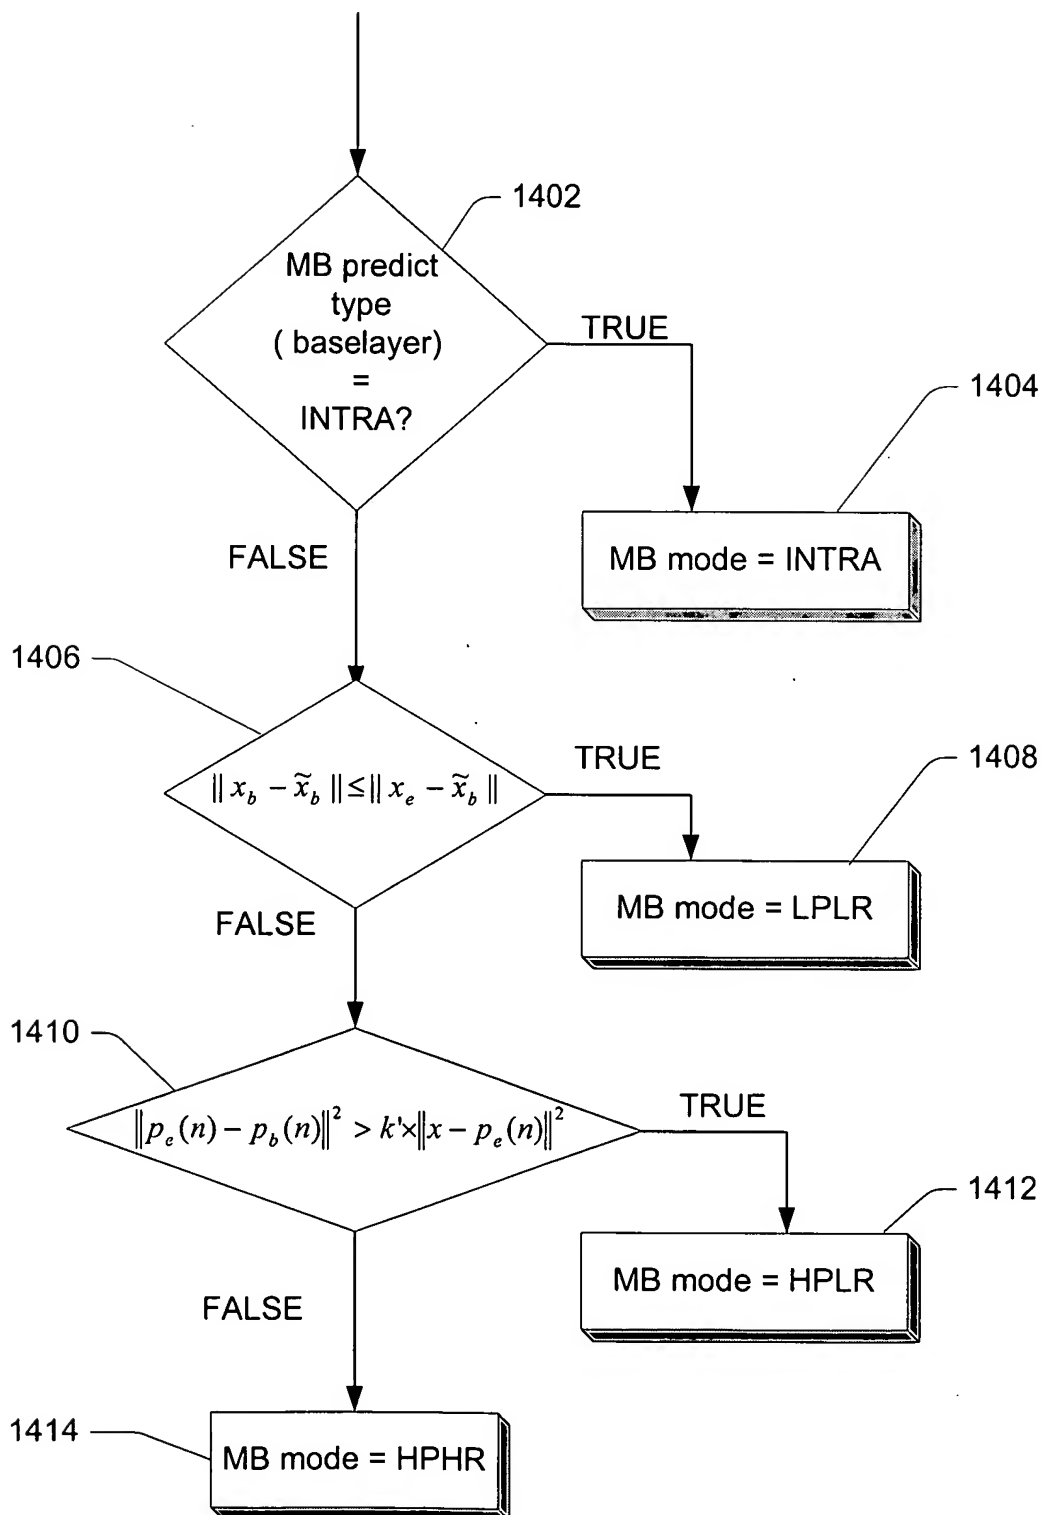 1402
MB predict
type
( baselayer)
=
INTRA?
TRUE
1404
MB mode = INTRA
FALSE
1406
|| x_b − x̃_b || ≤ || x_e − x̃_b ||
TRUE
1408
MB mode = LPLR
FALSE
1410
‖p_e(n) − p_b(n)‖² > k'×‖x − p_e(n)‖²
TRUE
1412
MB mode = HPLR
FALSE
1414
MB mode = HPHR